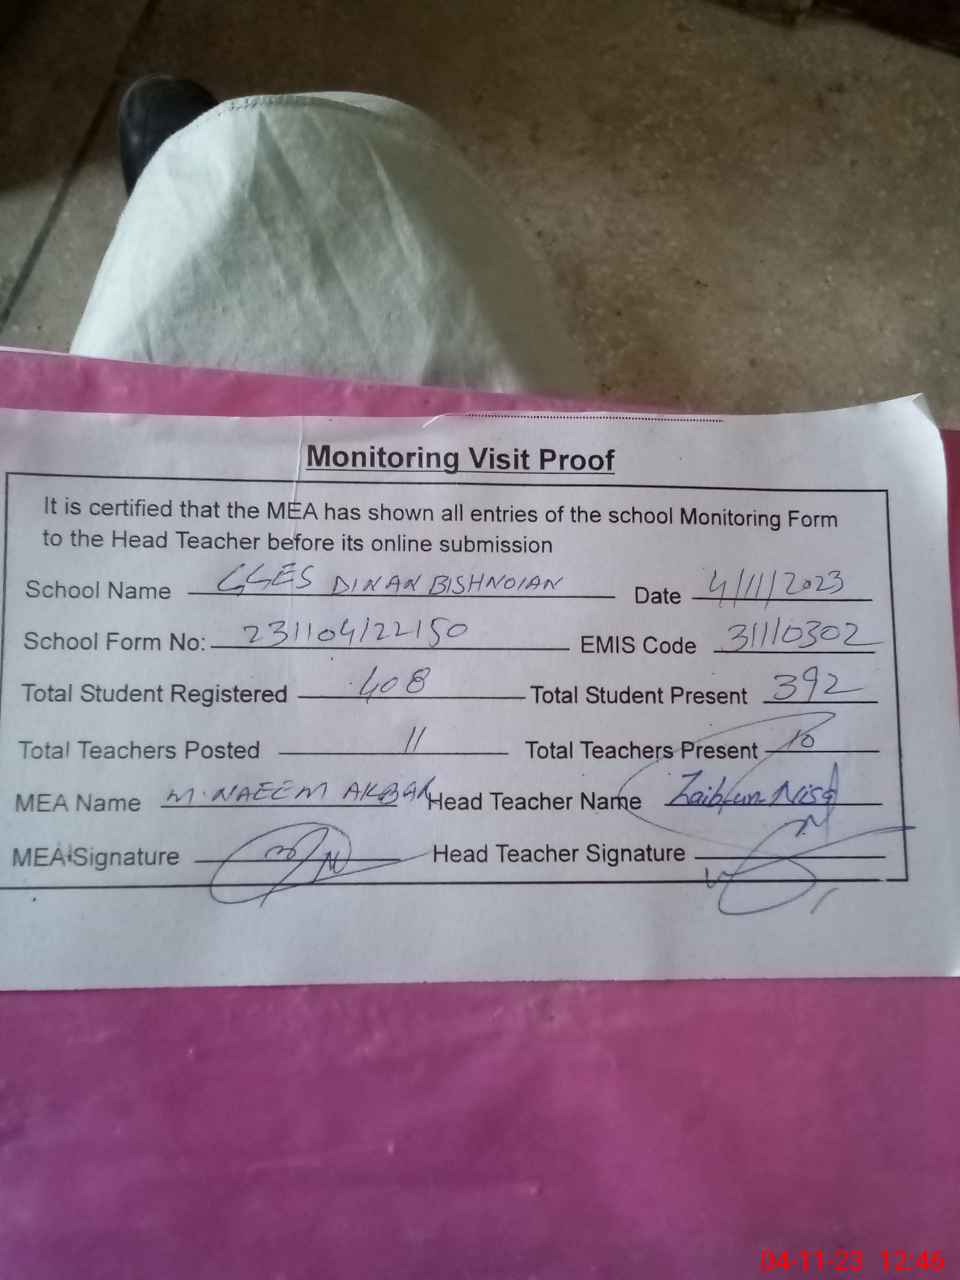 Monitoring Visit Proof
It is certified that the MEA has shown all entries of the school Monitoring Form
to the Head Teacher before its online submission
School Name GGES DINAN BISHNOIAN Date 4/11/2023
School Form No: 231104/22150 EMIS Code 31110302
Total Student Registered 408 Total Student Present 392
Total Teachers Posted 11 Total Teachers Present 10
MEA Name M. NAEEM AKBAR Head Teacher Name Zaibun Nisa
MEA Signature Head Teacher Signature
04-11-23 12:46